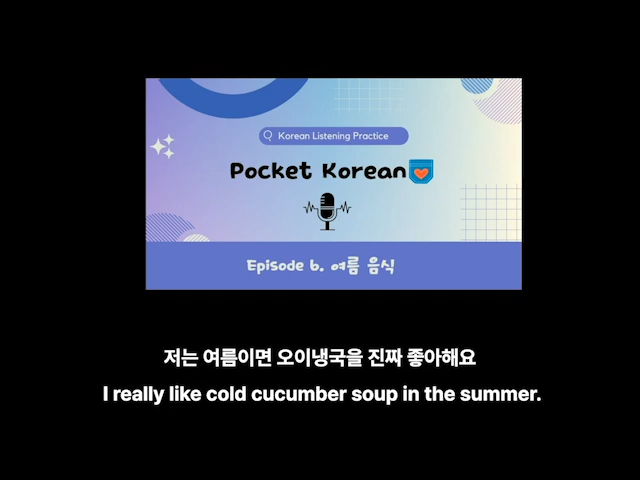 Korean Listening Practice
Pocket Korean
Episode 6. 여름 음식
저는 여름이면 오이냉국을 진짜 좋아해요
I really like cold cucumber soup in the summer.